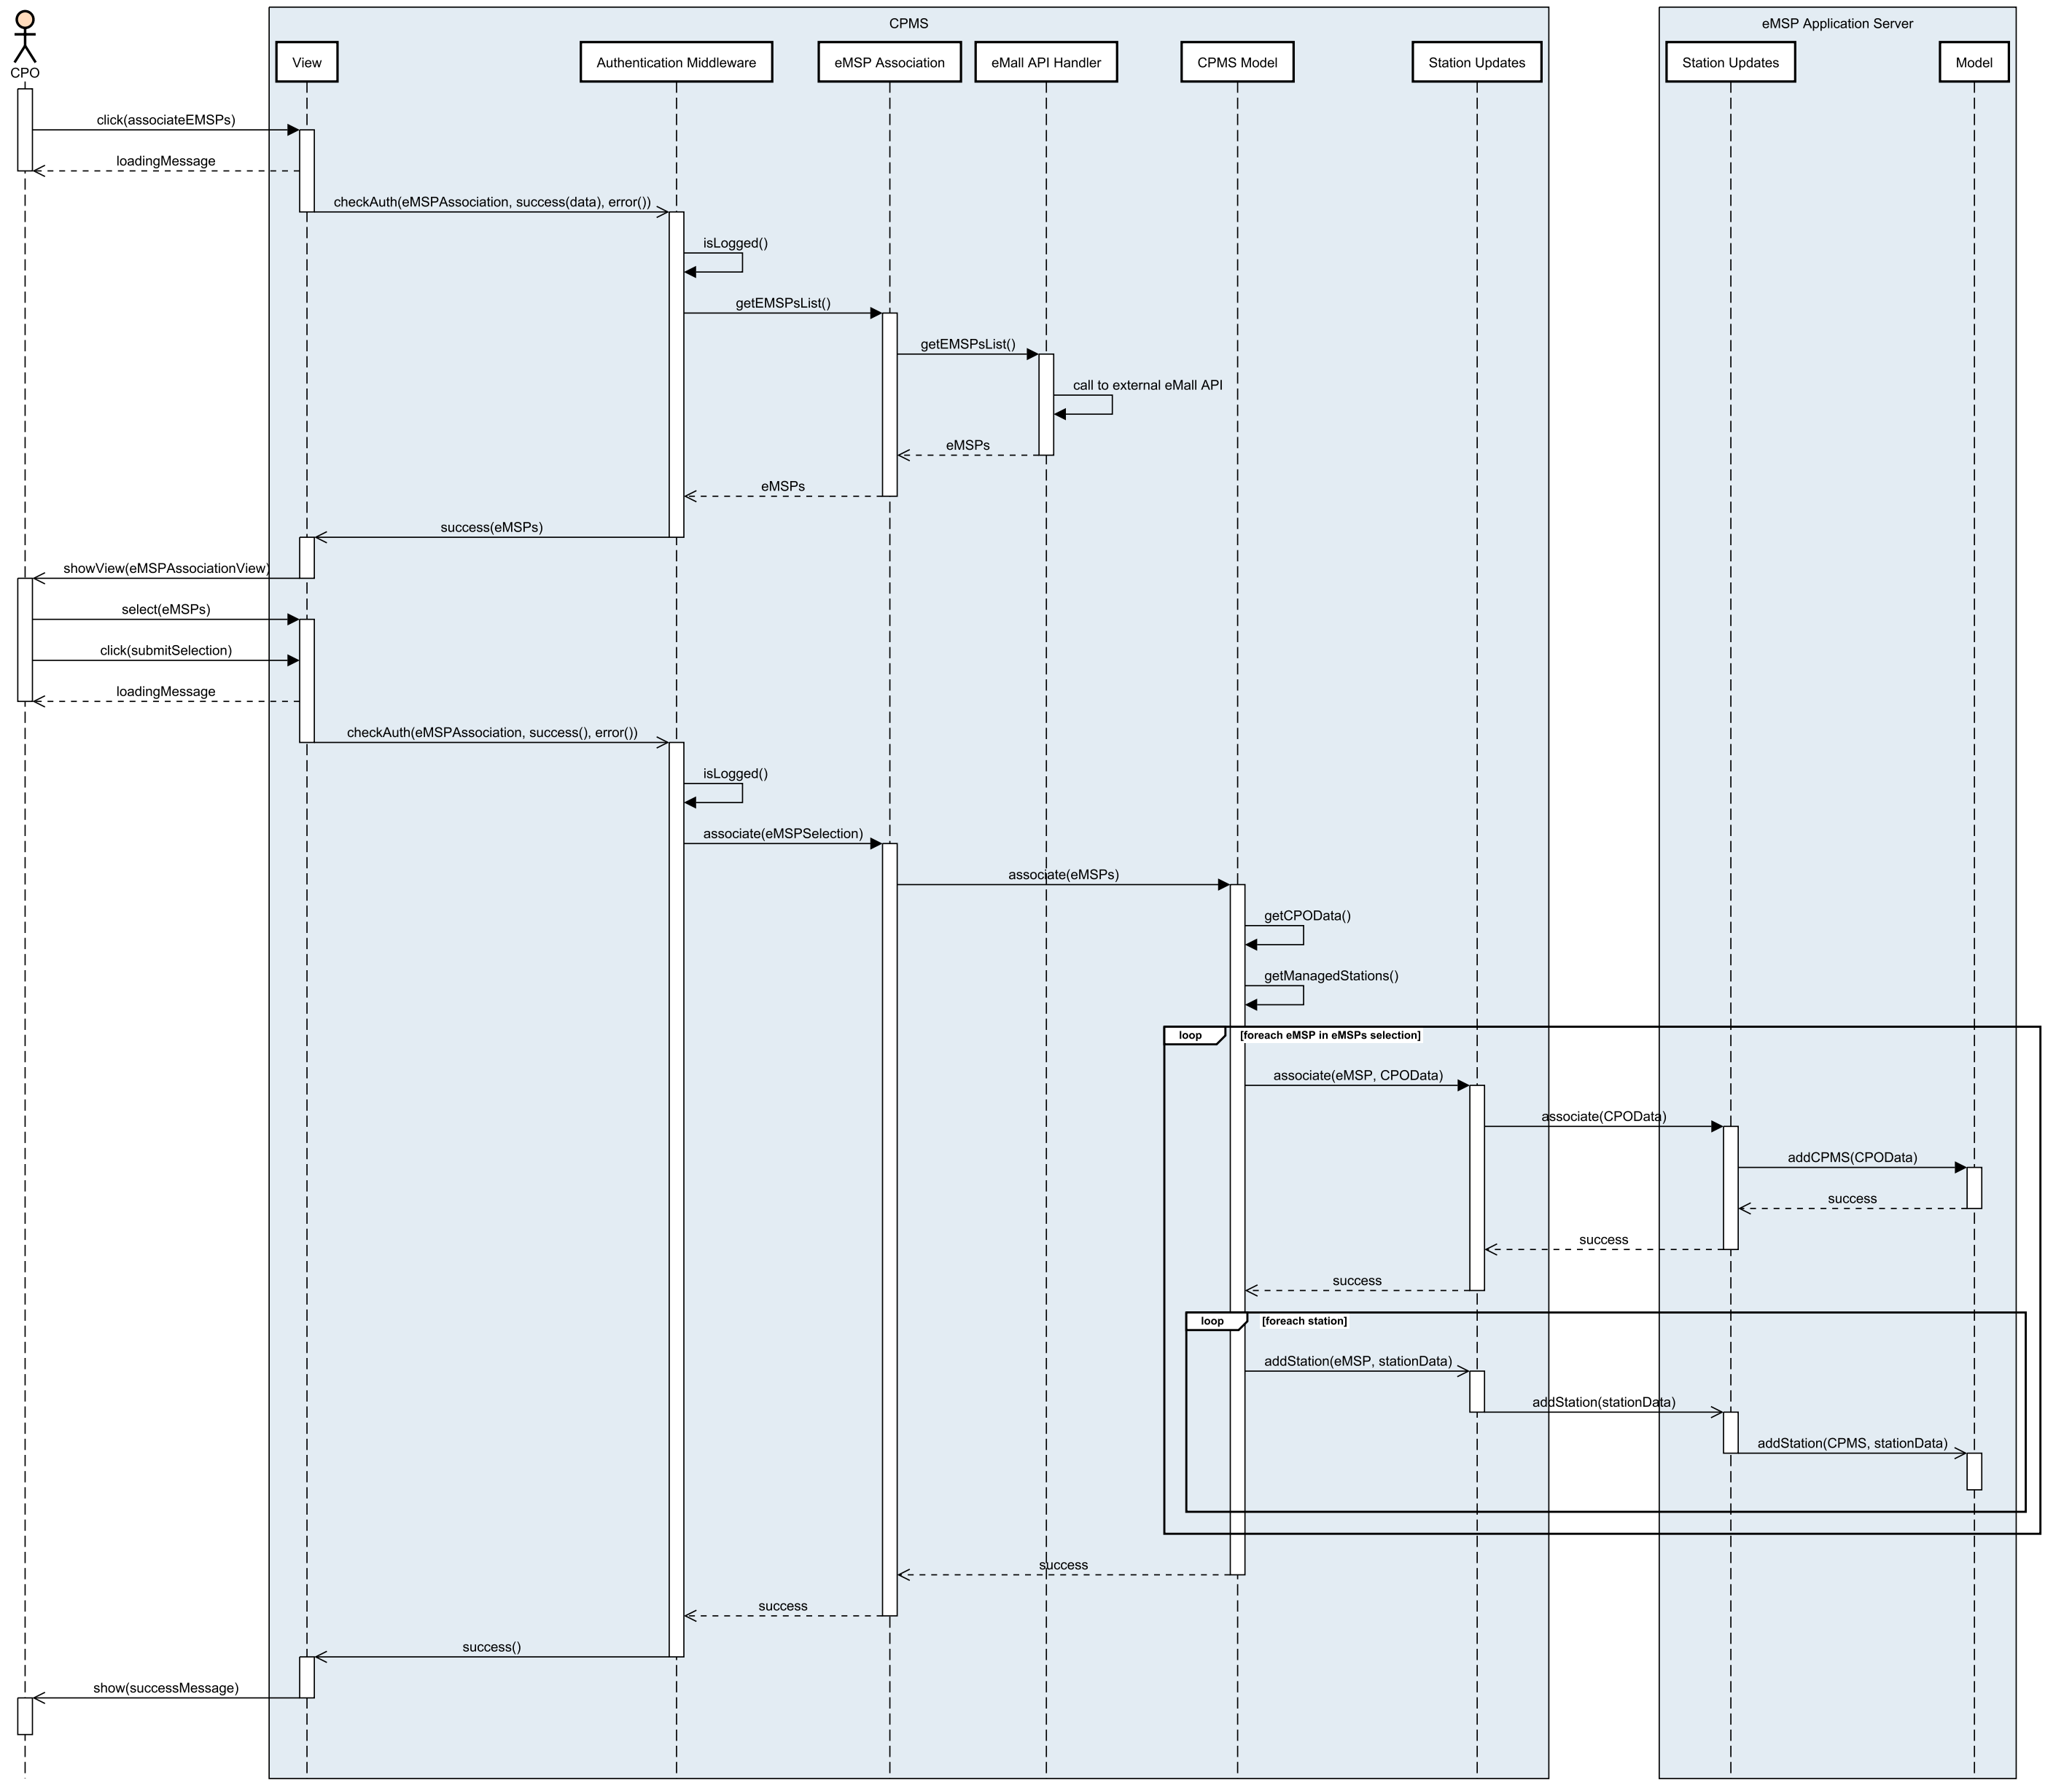 CPMS
eMSP Application Server
CPO
View
Authentication Middleware
eMSP Association
eMall API Handler
CPMS Model
Station Updates
Station Updates
Model
click(associateEMSPs)
loadingMessage
checkAuth(eMSPAssociation, success(data), error())
isLogged()
getEMSPsList()
getEMSPsList()
call to external eMall API
eMSPs
eMSPs
success(eMSPs)
showView(eMSPAssociationView)
select(eMSPs)
click(submitSelection)
loadingMessage
checkAuth(eMSPAssociation, success(), error())
isLogged()
associate(eMSPSelection)
associate(eMSPs)
getCPOData()
getManagedStations()
loop [foreach eMSP in eMSPs selection]
associate(eMSP, CPOData)
associate(CPOData)
addCPMS(CPOData)
success
success
success
loop [foreach station]
addStation(eMSP, stationData)
addStation(stationData)
addStation(CPMS, stationData)
success
success
success()
show(successMessage)